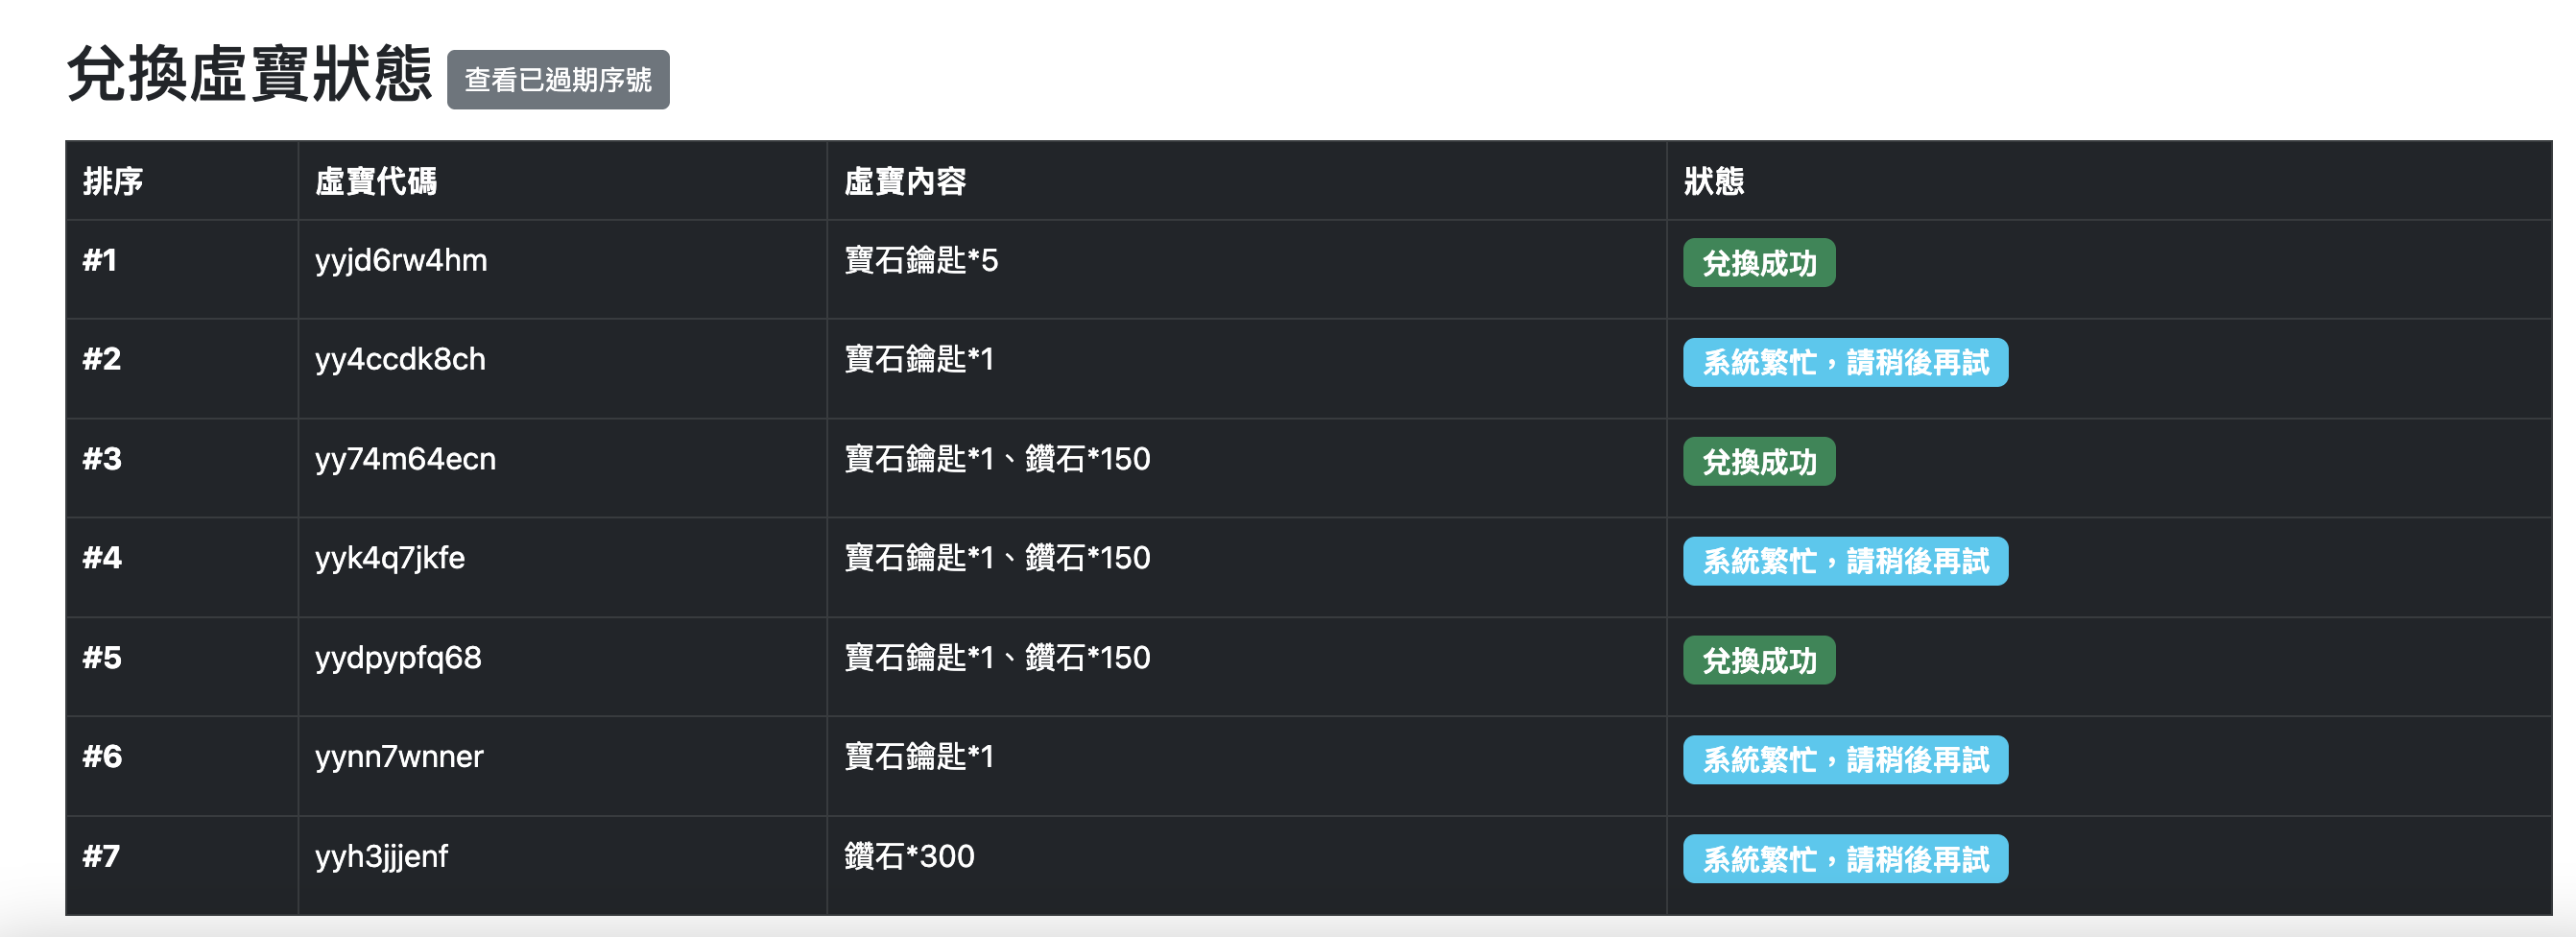 兌換虛寶狀態 查看已過期序號
排序 虛寶代碼 虛寶內容 狀態
#1 yyjd6rw4hm 寶石鑰匙*5 兌換成功
#2 yy4ccdk8ch 寶石鑰匙*1 系統繁忙，請稍後再試
#3 yy74m64ecn 寶石鑰匙*1、鑽石*150 兌換成功
#4 yyk4q7jkfe 寶石鑰匙*1、鑽石*150 系統繁忙，請稍後再試
#5 yydpypfq68 寶石鑰匙*1、鑽石*150 兌換成功
#6 yynn7wnner 寶石鑰匙*1 系統繁忙，請稍後再試
#7 yyh3jjjenf 鑽石*300 系統繁忙，請稍後再試